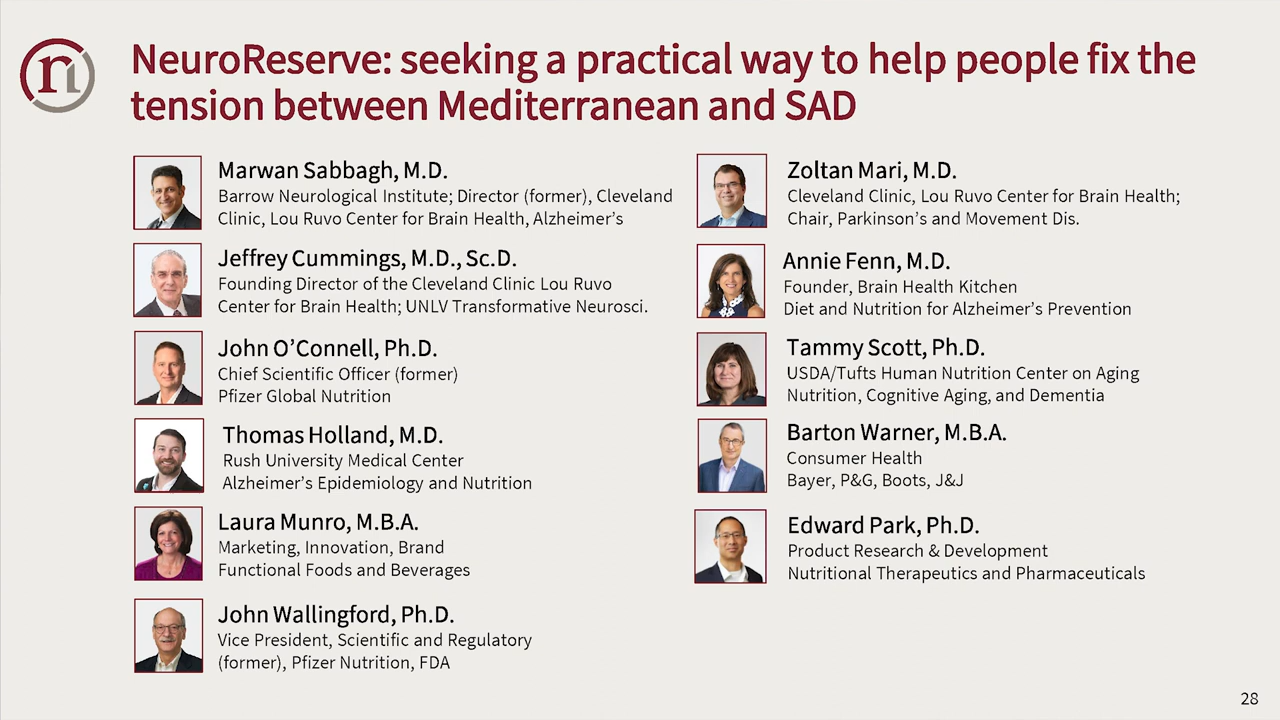 NeuroReserve: seeking a practical way to help people fix the
tension between Mediterranean and SAD
Marwan Sabbagh, M.D.
Barrow Neurological Institute; Director (former), Cleveland
Clinic, Lou Ruvo Center for Brain Health, Alzheimer's
Jeffrey Cummings, M.D., Sc.D.
Founding Director of the Cleveland Clinic Lou Ruvo
Center for Brain Health; UNLV Transformative Neurosci.
John O'Connell, Ph.D.
Chief Scientific Officer (former)
Pfizer Global Nutrition
Thomas Holland, M.D.
Rush University Medical Center
Alzheimer's Epidemiology and Nutrition
Laura Munro, M.B.A.
Marketing, Innovation, Brand
Functional Foods and Beverages
John Wallingford, Ph.D.
Vice President, Scientific and Regulatory
(former), Pfizer Nutrition, FDA
Zoltan Mari, M.D.
Cleveland Clinic, Lou Ruvo Center for Brain Health;
Chair, Parkinson's and Movement Dis.
Annie Fenn, M.D.
Founder, Brain Health Kitchen
Diet and Nutrition for Alzheimer's Prevention
Tammy Scott, Ph.D.
USDA/Tufts Human Nutrition Center on Aging
Nutrition, Cognitive Aging, and Dementia
Barton Warner, M.B.A.
Consumer Health
Bayer, P&G, Boots, J&J
Edward Park, Ph.D.
Product Research & Development
Nutritional Therapeutics and Pharmaceuticals
28